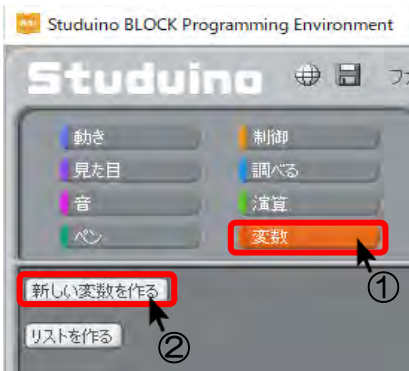 Studuino BLOCK Programming Environment
Studuino
動き 制御
見た目 調べる
音 演算
ペン 変数
①
新しい変数を作る
②
リストを作る